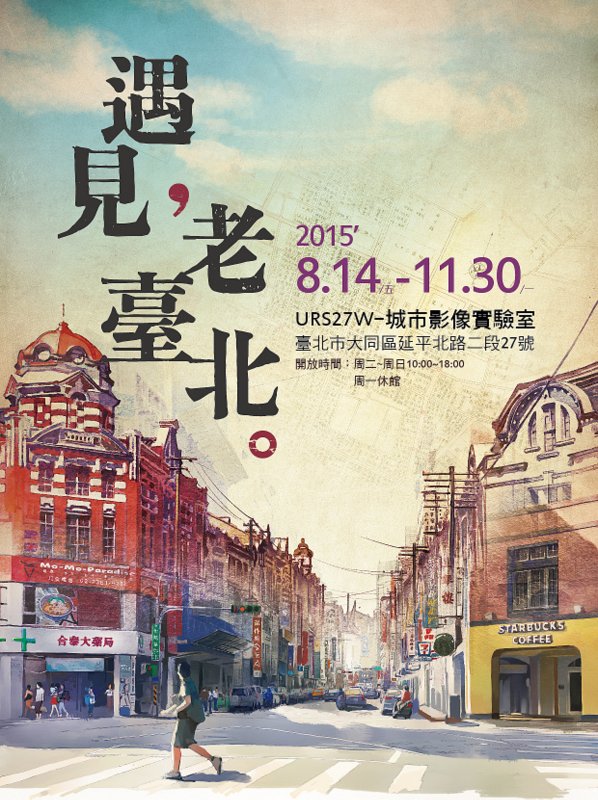 遇見，
老臺北。
2015’
8.14/五-11.30/一
URS27W-城市影像實驗室
臺北市大同區延平北路二段27號
開放時間：周二~周日10:00~18:00
周一休館
Mo-Mo-Paradise
合泰大藥局
STARBUCKS
COFFEE